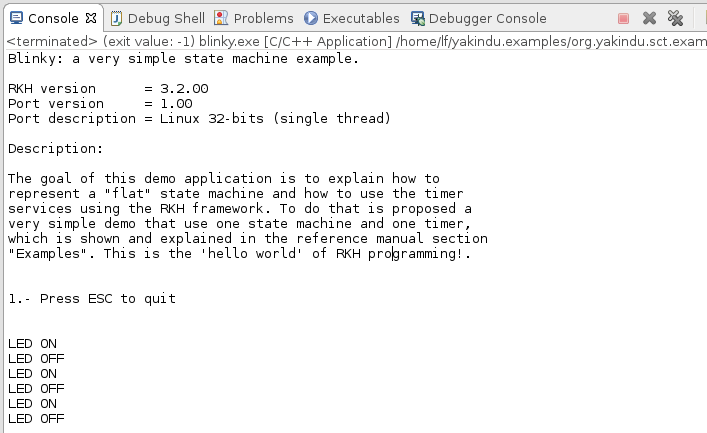 Console Debug Shell Problems Executables Debugger Console
<terminated> (exit value: -1) blinky.exe [C/C++ Application] /home/lf/yakindu.examples/org.yakindu.sct.exam
Blinky: a very simple state machine example.
RKH version = 3.2.00
Port version = 1.00
Port description = Linux 32-bits (single thread)
Description:
The goal of this demo application is to explain how to
represent a "flat" state machine and how to use the timer
services using the RKH framework. To do that is proposed a
very simple demo that use one state machine and one timer,
which is shown and explained in the reference manual section
"Examples". This is the 'hello world' of RKH programming!.
1.- Press ESC to quit
LED ON
LED OFF
LED ON
LED OFF
LED ON
LED OFF